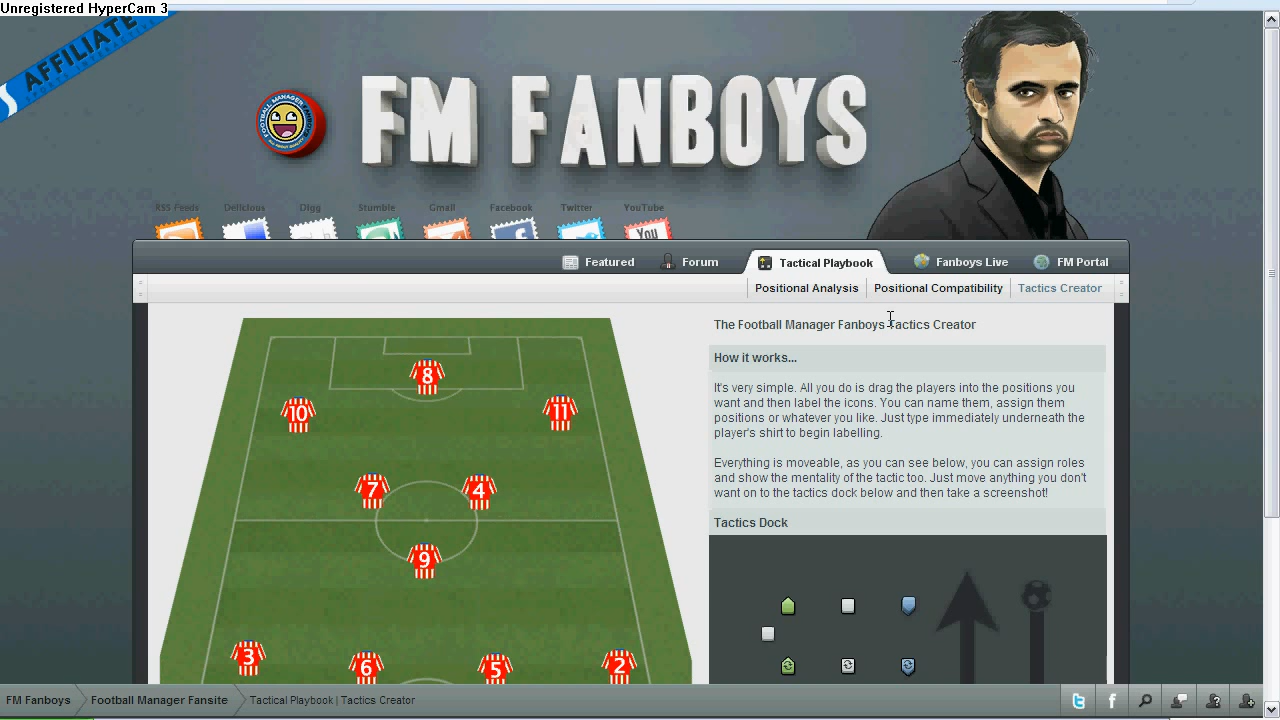 Unregistered HyperCam 3
AFFILIATE
FOOTBALL MANAGER FANBOYS
FM FANBOYS
RSS Feeds Delicious Digg Stumble Gmail Facebook Twitter YouTube
You
Featured Forum Tactical Playbook Fanboys Live FM Portal
Positional Analysis Positional Compatibility Tactics Creator
The Football Manager Fanboys Tactics Creator
How it works...
It's very simple. All you do is drag the players into the positions you
want and then label the icons. You can name them, assign them
positions or whatever you like. Just type immediately underneath the
player's shirt to begin labelling.
Everything is moveable, as you can see below, you can assign roles
and show the mentality of the tactic too. Just move anything you don't
want on to the tactics dock below and then take a screenshot!
Tactics Dock
8
10 11
7 4
9
3 6 5 2
FM Fanboys Football Manager Fansite Tactical Playbook | Tactics Creator